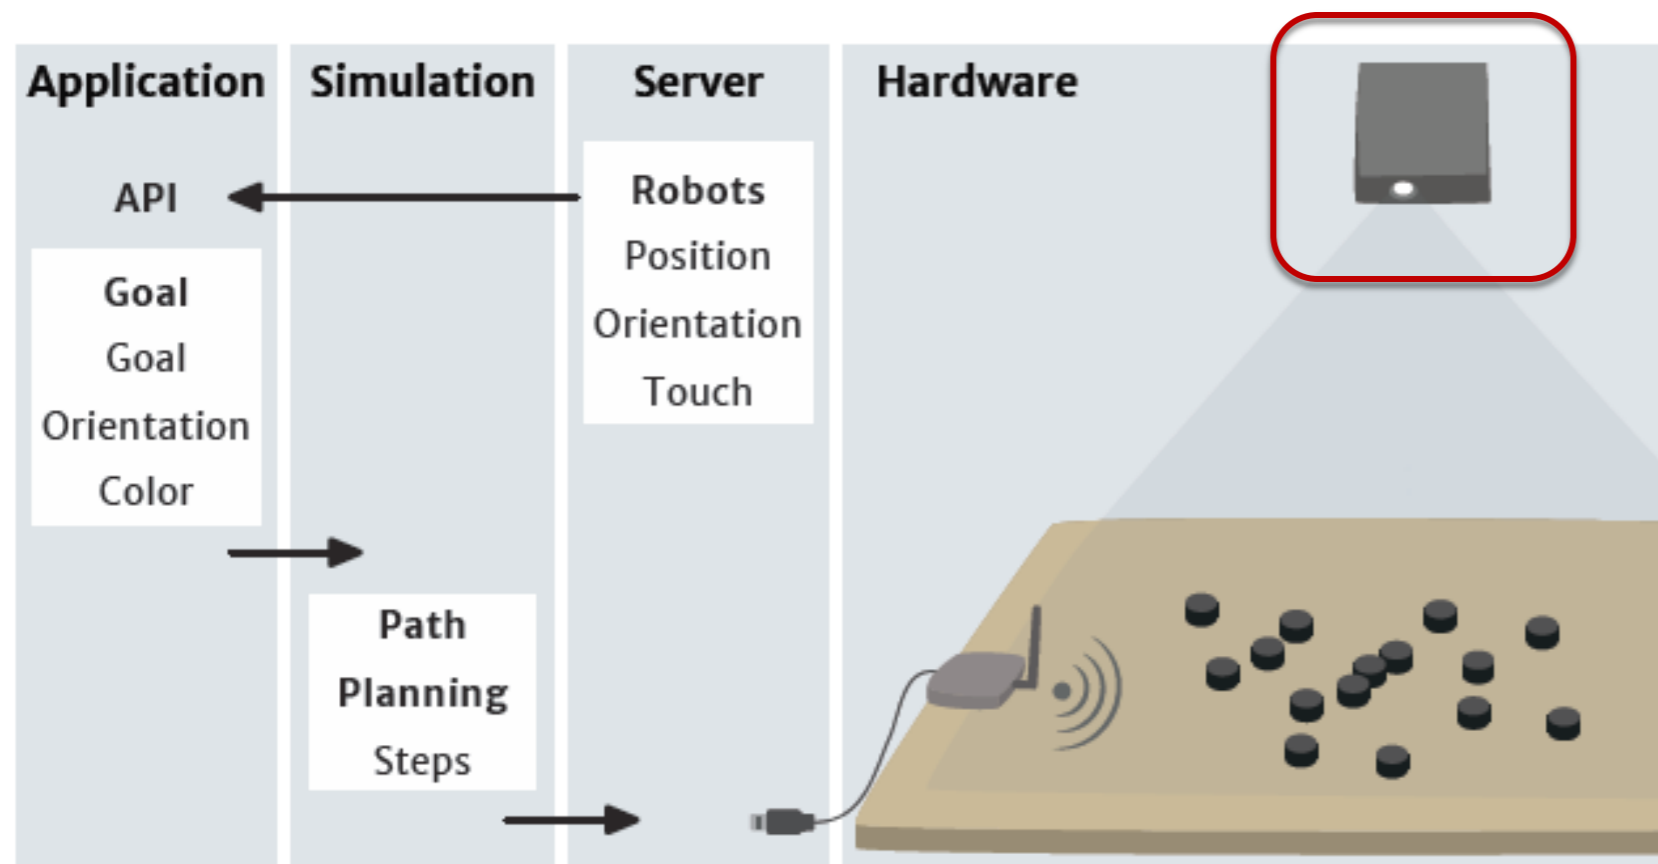 Application
API
Goal
Goal
Orientation
Color
Simulation
Path
Planning
Steps
Server
Robots
Position
Orientation
Touch
Hardware